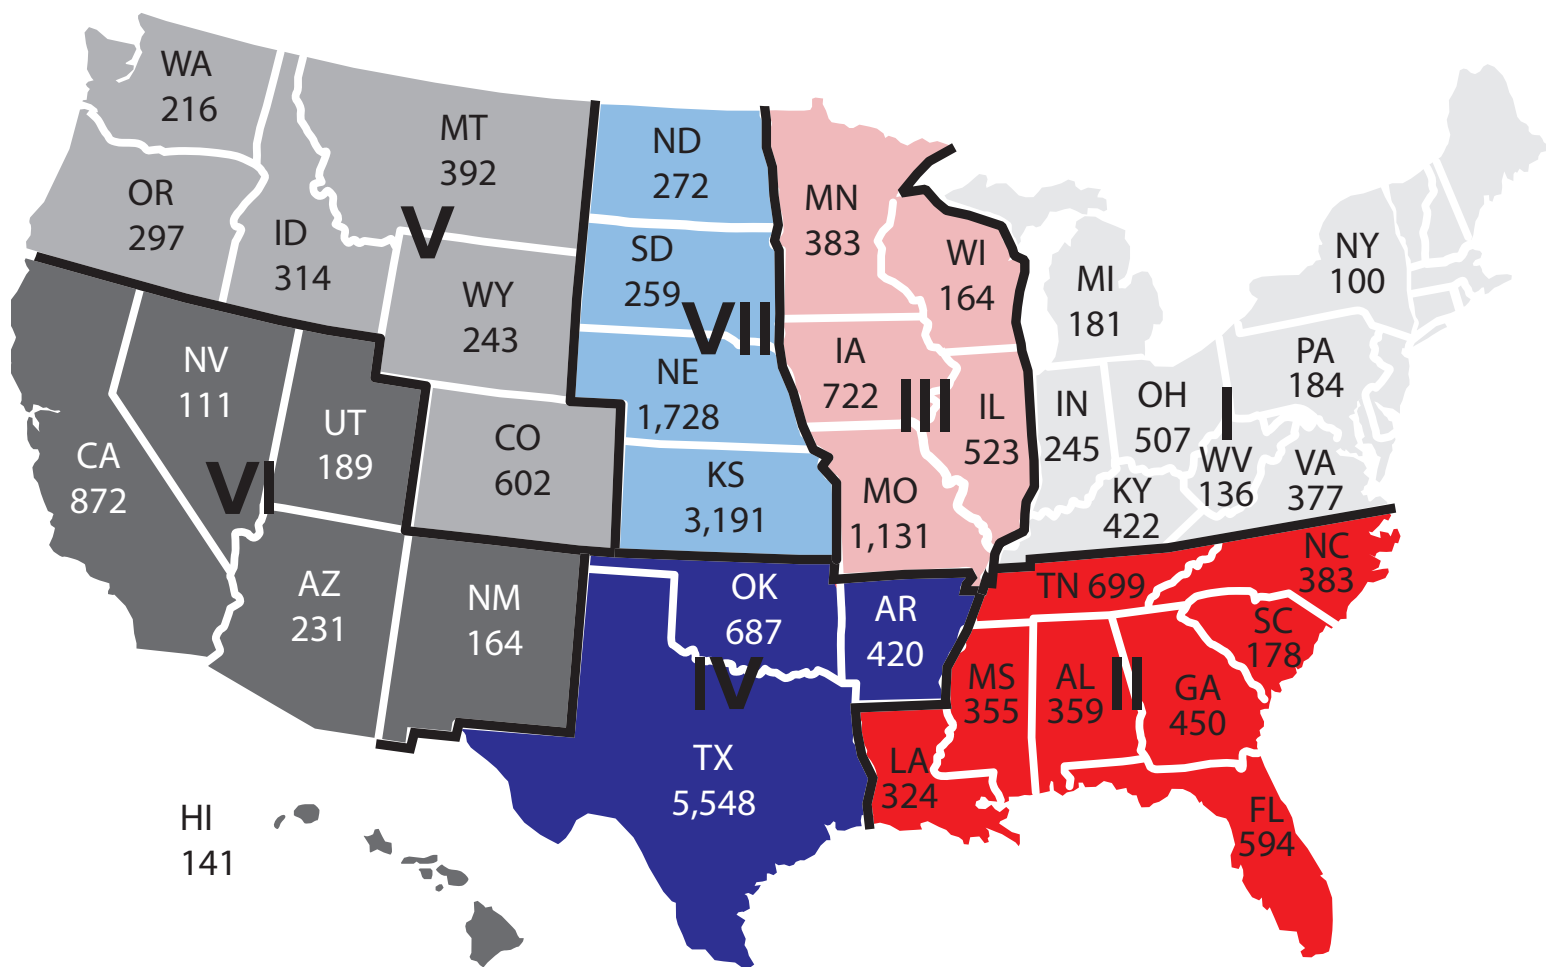 WA
216
OR
297
ID
314
MT
392
V
WY
243
CO
602
NV
111
UT
189
CA
872
VI
AZ
231
NM
164
HI
141
ND
272
SD
259
VII
NE
1,728
KS
3,191
MN
383
WI
164
IA
722
III
IL
523
MO
1,131
OK
687
AR
420
IV
TX
5,548
MI
181
NY
100
PA
184
IN
245
OH
507
I
WV
136
VA
377
KY
422
TN 699
NC
383
SC
178
MS
355
AL
359
II
GA
450
LA
324
FL
594